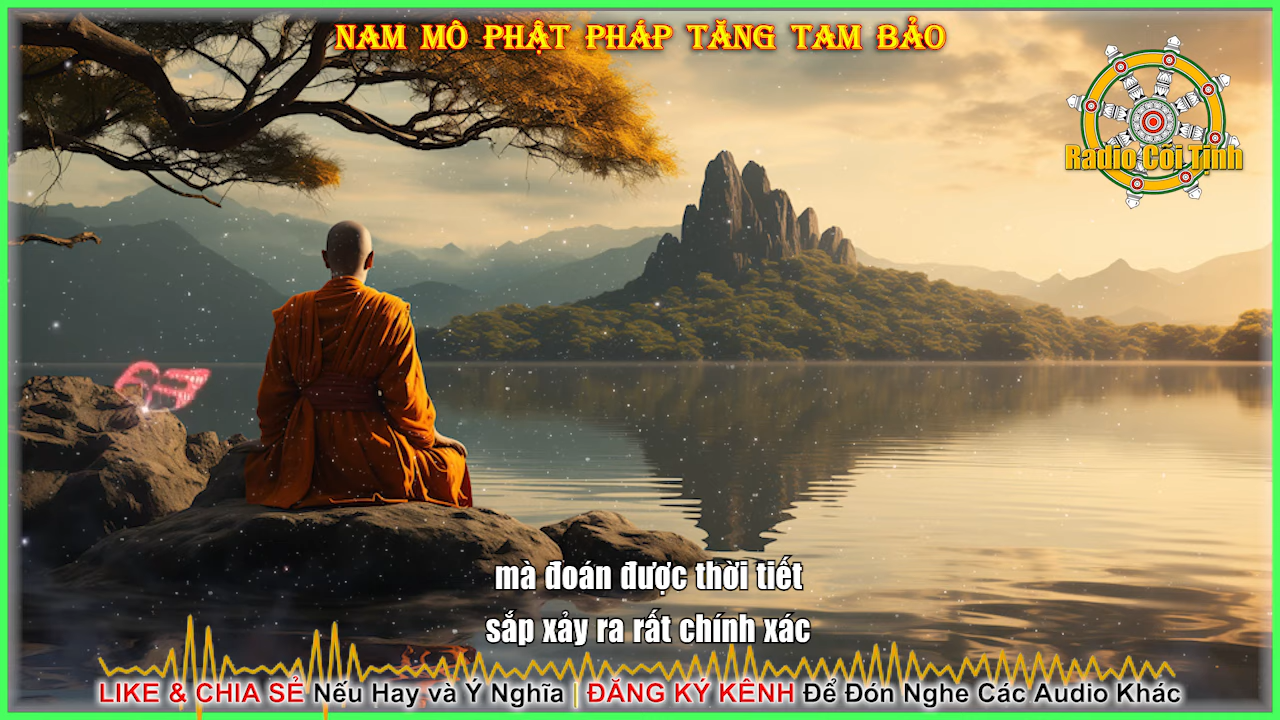 NAM MÔ PHẬT PHÁP TĂNG TAM BẢO
Radio Cõi Tịnh
mà đoán được thời tiết
sắp xảy ra rất chính xác
LIKE & CHIA SẺ Nếu Hay và Ý Nghĩa | ĐĂNG KÝ KÊNH Để Đón Nghe Các Audio Khác